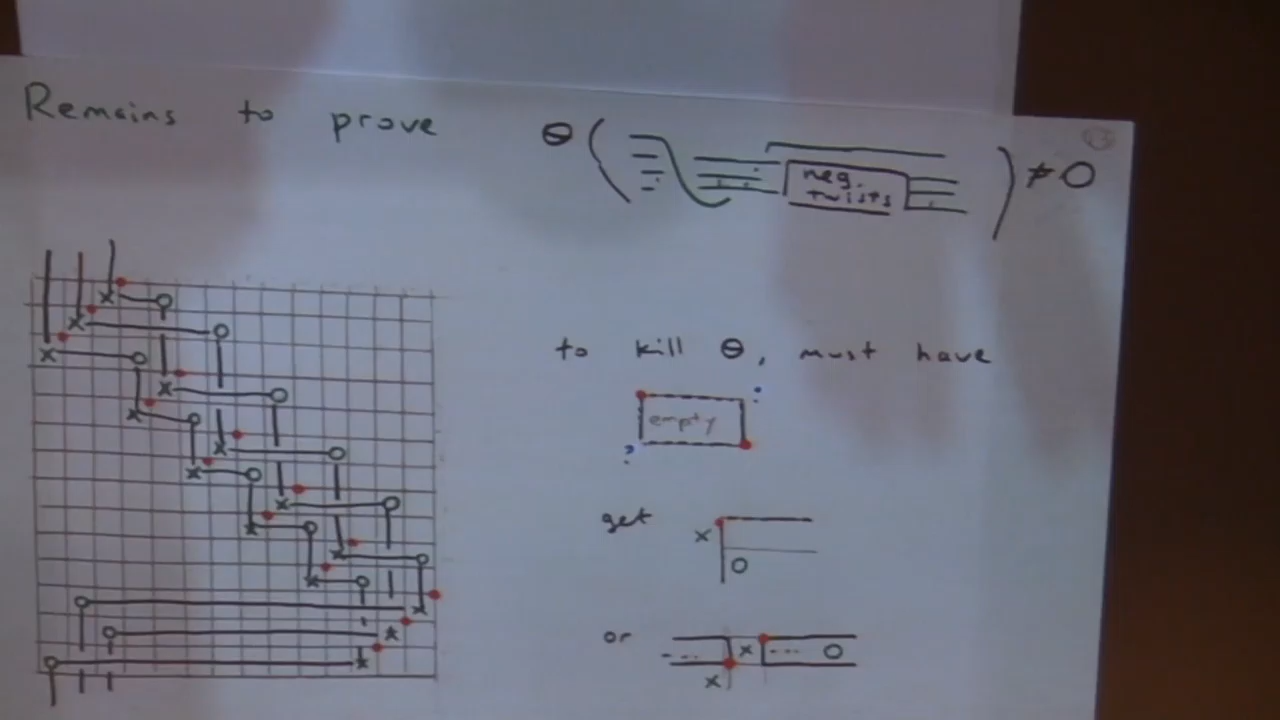 Remains to prove θ ( neg. twists ) ≠ 0
to kill θ, must have
empty
get
x
O
or
x O
x